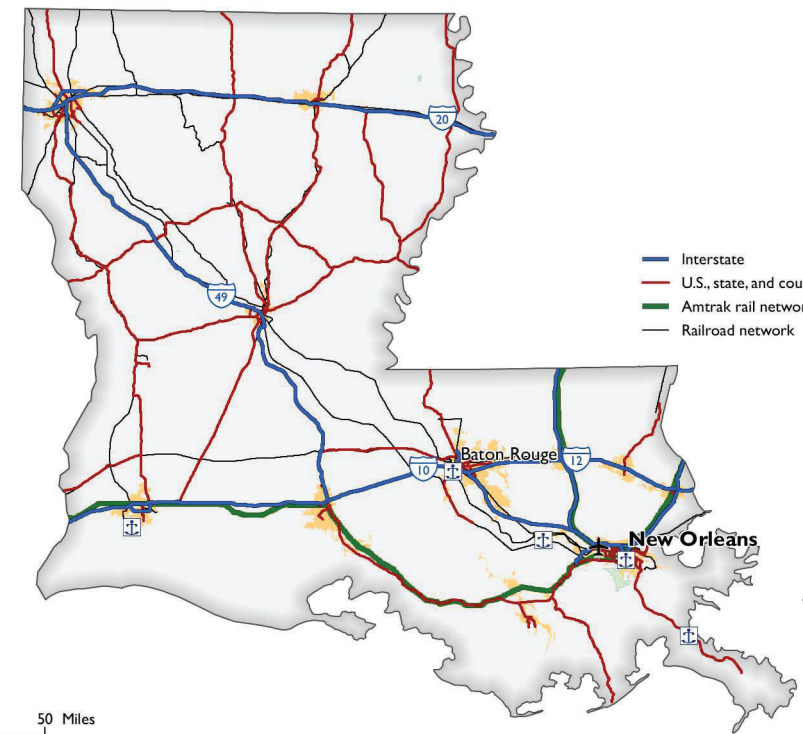 20
Interstate
U.S., state, and cou
Amtrak rail networ
Railroad network
49
Baton Rouge
10
12
New Orleans
50 Miles